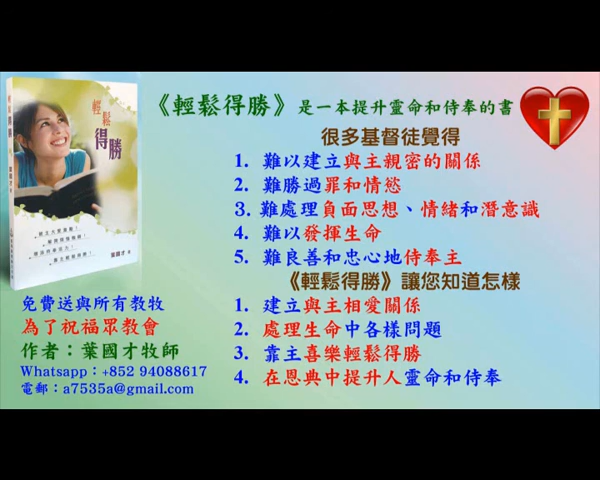 《輕鬆得勝》是一本提升靈命和侍奉的書
很多基督徒覺得
1. 難以建立與主親密的關係
2. 難勝過罪和情慾
3. 難處理負面思想、情緒和潛意識
4. 難以發揮生命
5. 難良善和忠心地侍奉主
《輕鬆得勝》讓您知道怎樣
1. 建立與主相愛關係
2. 處理生命中各樣問題
3. 靠主喜樂輕鬆得勝
4. 在恩典中提升人靈命和侍奉
輕鬆
得勝
葉國才
輕鬆得勝
免費送與所有教牧
為了祝福眾教會
作者：葉國才牧師
Whatsapp：+852 94088617
電郵：a7535a@gmail.com